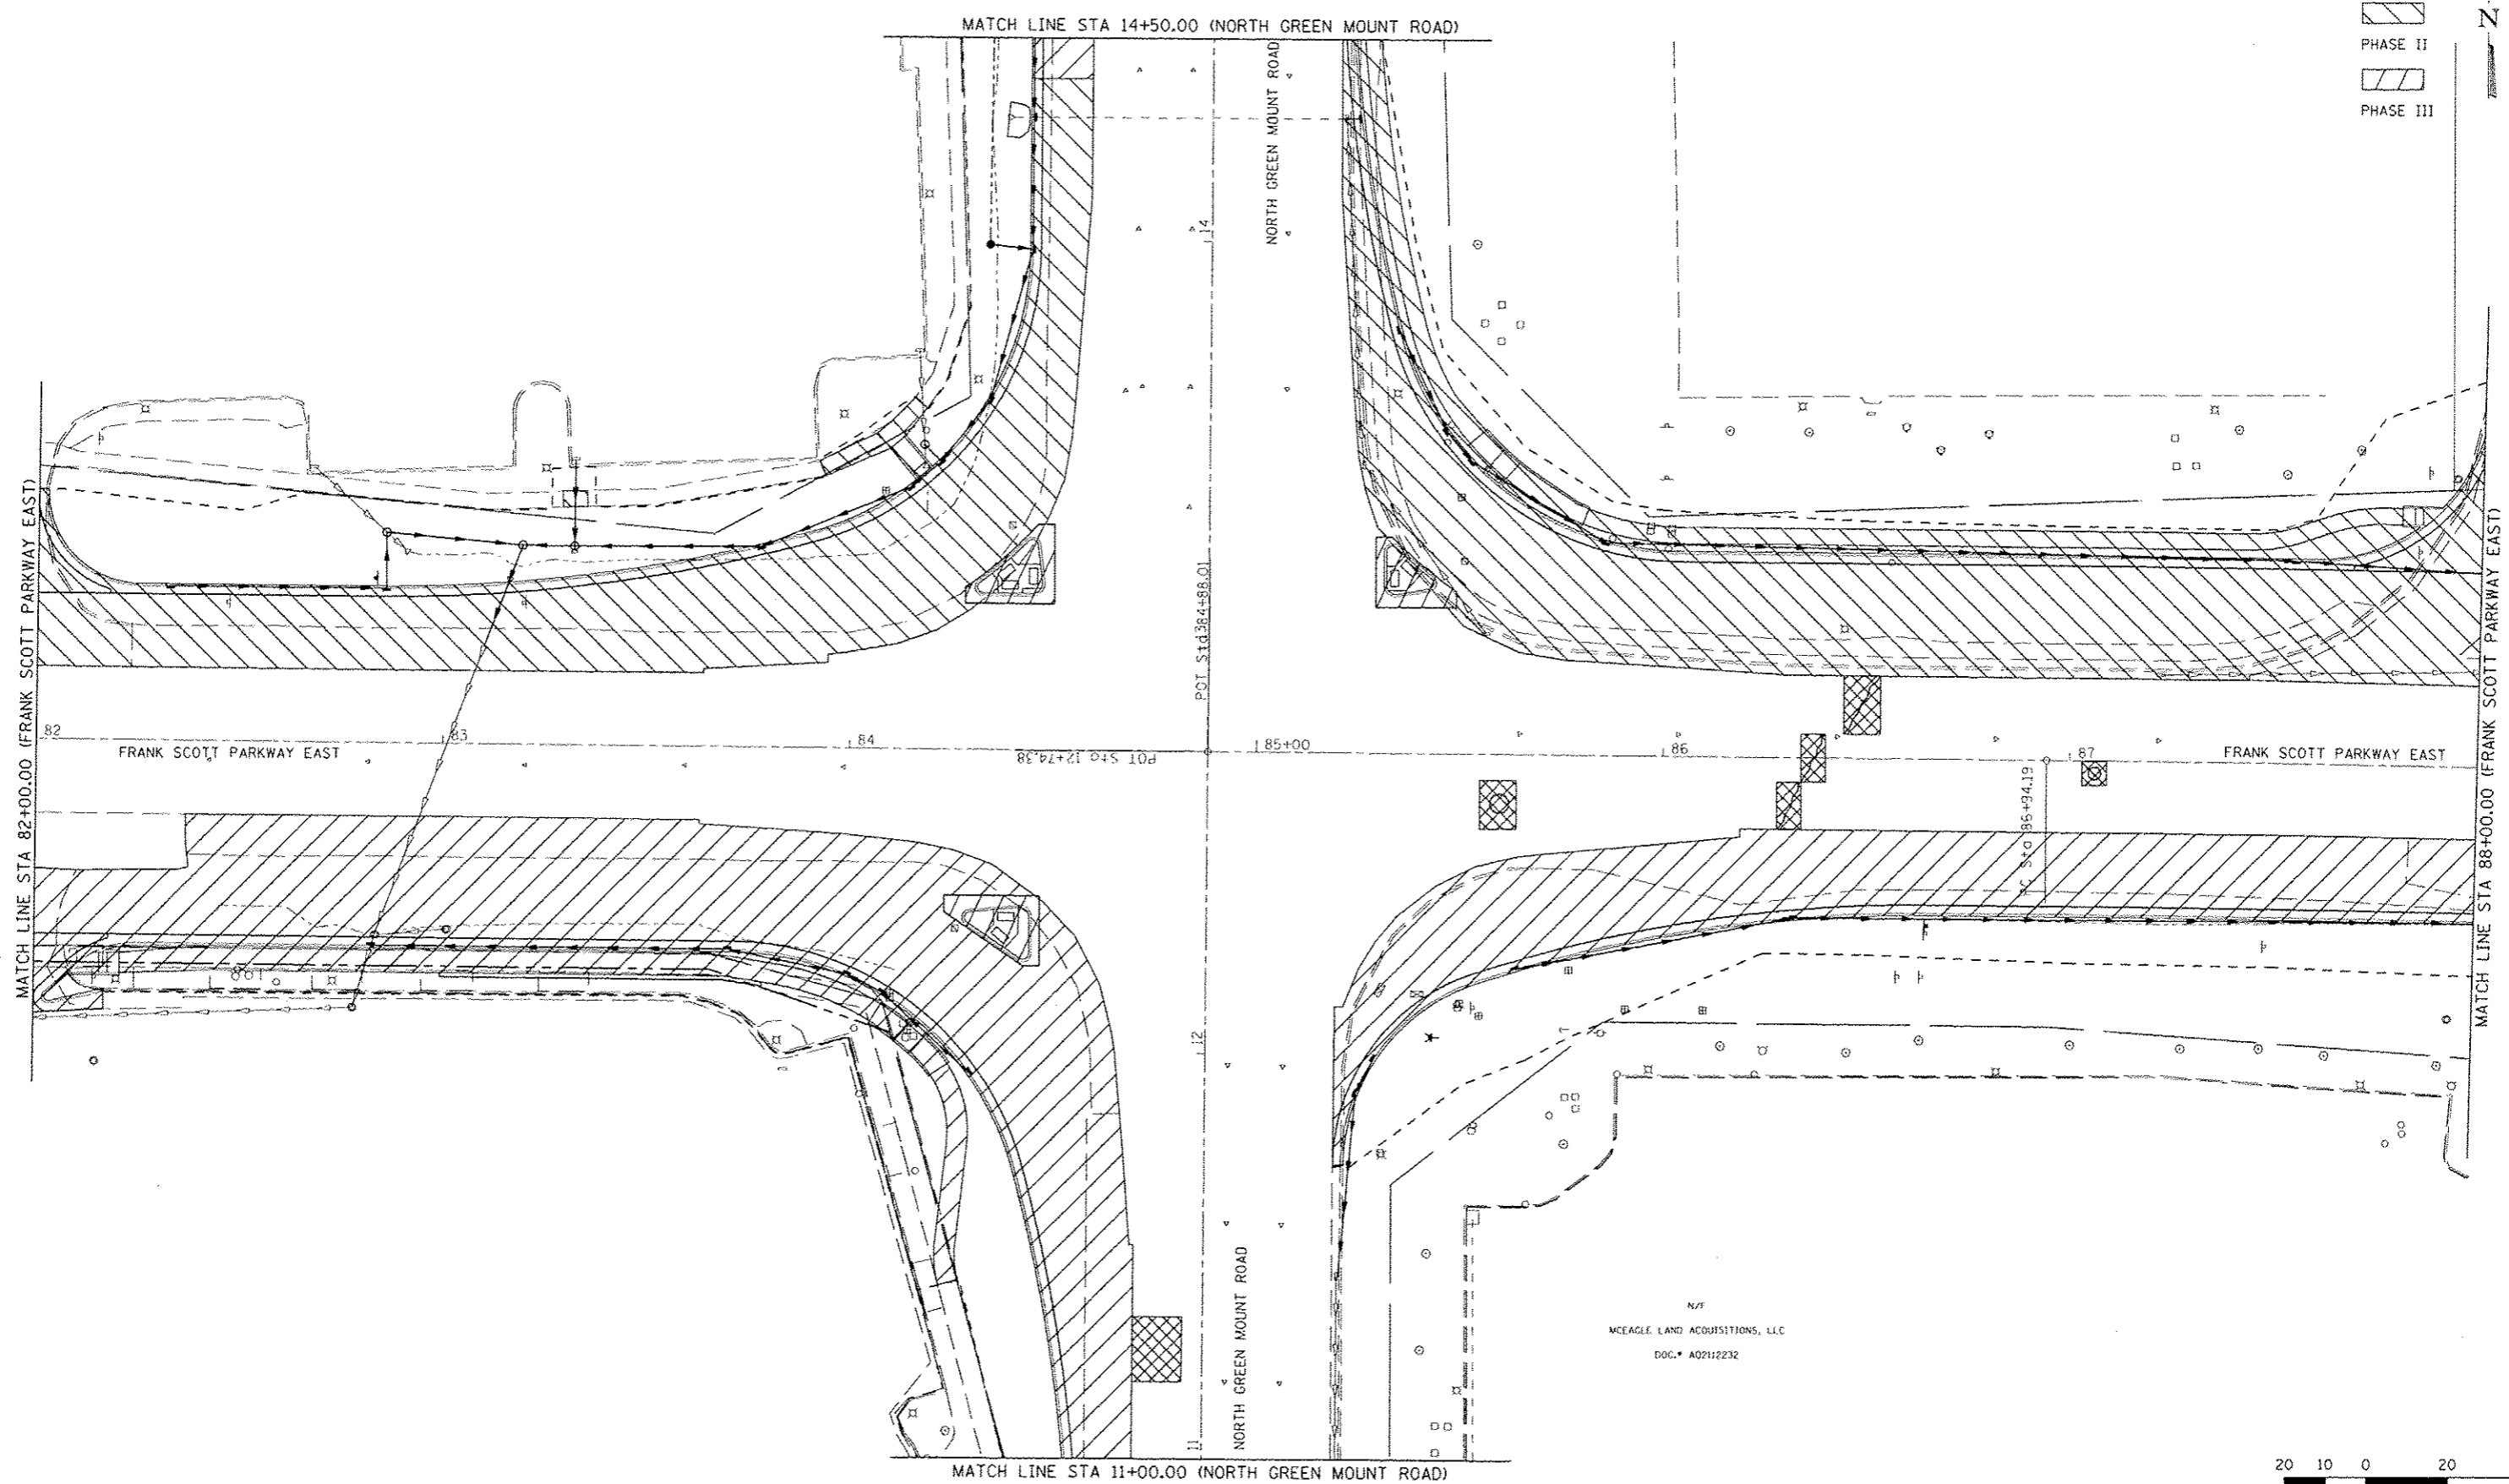 MATCH LINE STA 14+50.00 (NORTH GREEN MOUNT ROAD)
N
PHASE II
PHASE III
NORTH GREEN MOUNT ROAD
14
MATCH LINE STA 82+00.00 (FRANK SCOTT PARKWAY EAST)
82
FRANK SCOTT PARKWAY EAST
83
84
POT Sta 12+74.38
POT Sta 384+88.01
85+00
86
87
FRANK SCOTT PARKWAY EAST
PC Sta 86+94.19
MATCH LINE STA 88+00.00 (FRANK SCOTT PARKWAY EAST)
12
NORTH GREEN MOUNT ROAD
11
N/F
MCEAGLE LAND ACQUISITIONS, LLC
DOC.# A02112232
MATCH LINE STA 11+00.00 (NORTH GREEN MOUNT ROAD)
20 10 0 20